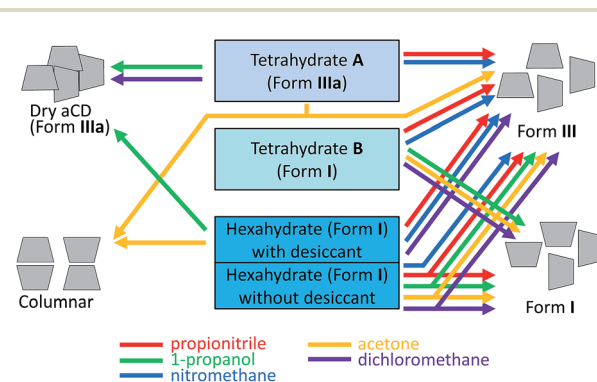 Tetrahydrate A
(Form IIIa)
Dry aCD
(Form IIIa)
Form III
Tetrahydrate B
(Form I)
Hexahydrate (Form I)
with desiccant
Hexahydrate (Form I)
without desiccant
Columnar
Form I
propionitrile
acetone
1-propanol
dichloromethane
nitromethane